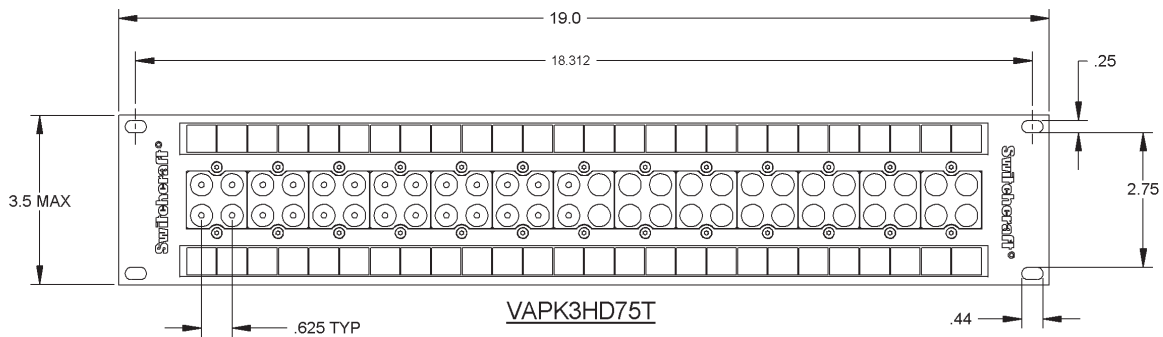 19.0
18.312
.25
Switchcraft®
Switchcraft®
3.5 MAX
2.75
VAPK3HD75T
.625 TYP
.44